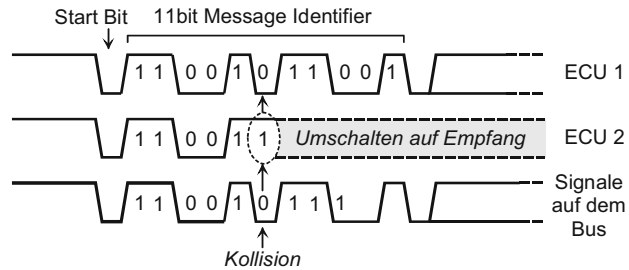 Start Bit 11bit Message Identifier
1 1 0 0 1 0 1 1 0 0 1 ECU 1
1 1 0 0 1 1 Umschalten auf Empfang ECU 2
1 1 0 0 1 0 1 1 1 Signale
auf dem
Bus
Kollision